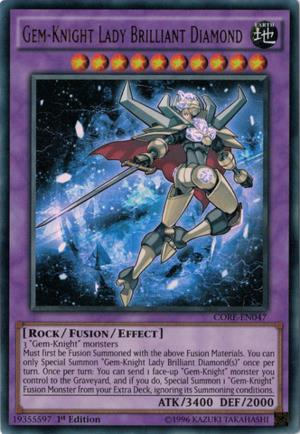 GEM-KNIGHT LADY BRILLIANT DIAMOND
EARTH
地
CORE-EN047
[ROCK/FUSION/EFFECT]
3 "Gem-Knight" monsters
Must first be Fusion Summoned with the above Fusion Materials. You can
only Special Summon "Gem-Knight Lady Brilliant Diamond(s)" once per
turn. Once per turn: You can send 1 face-up "Gem-Knight" monster you
control to the Graveyard, and if you do, Special Summon 1 "Gem-Knight"
Fusion Monster from your Extra Deck, ignoring its Summoning conditions.
ATK/3400 DEF/2000
19355597 1st Edition ©1996 KAZUKI TAKAHASHI